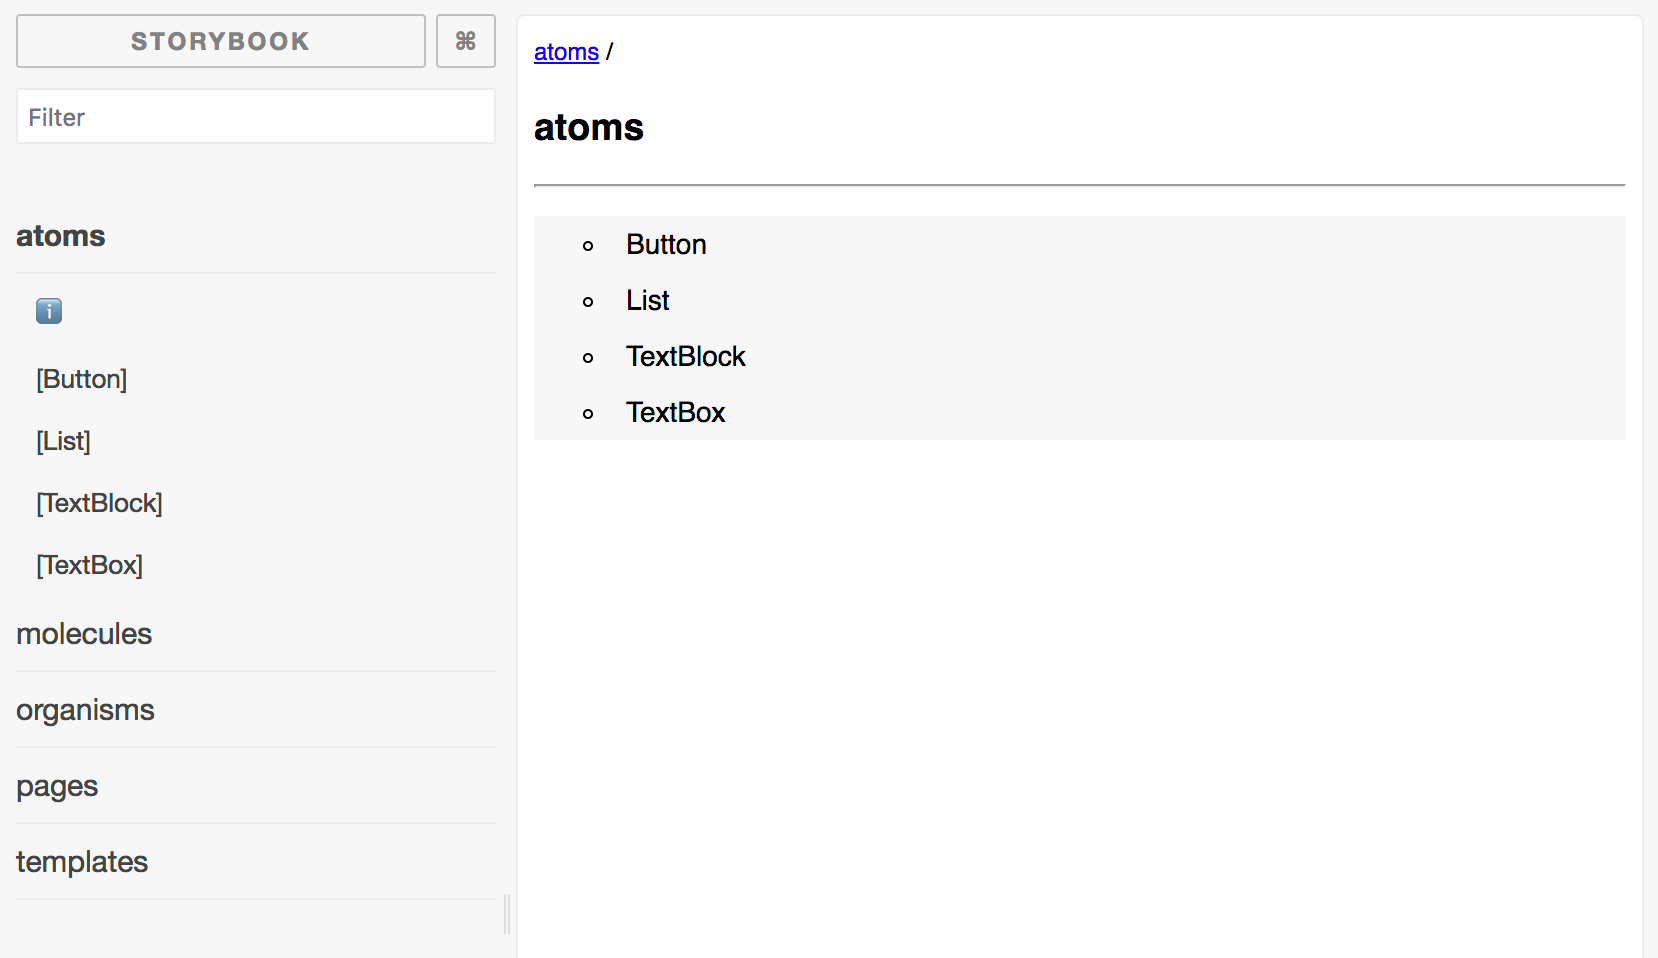 STORYBOOK ⌘
Filter
atoms
ℹ️
[Button]
[List]
[TextBlock]
[TextBox]
molecules
organisms
pages
templates
atoms /
atoms
Button
List
TextBlock
TextBox